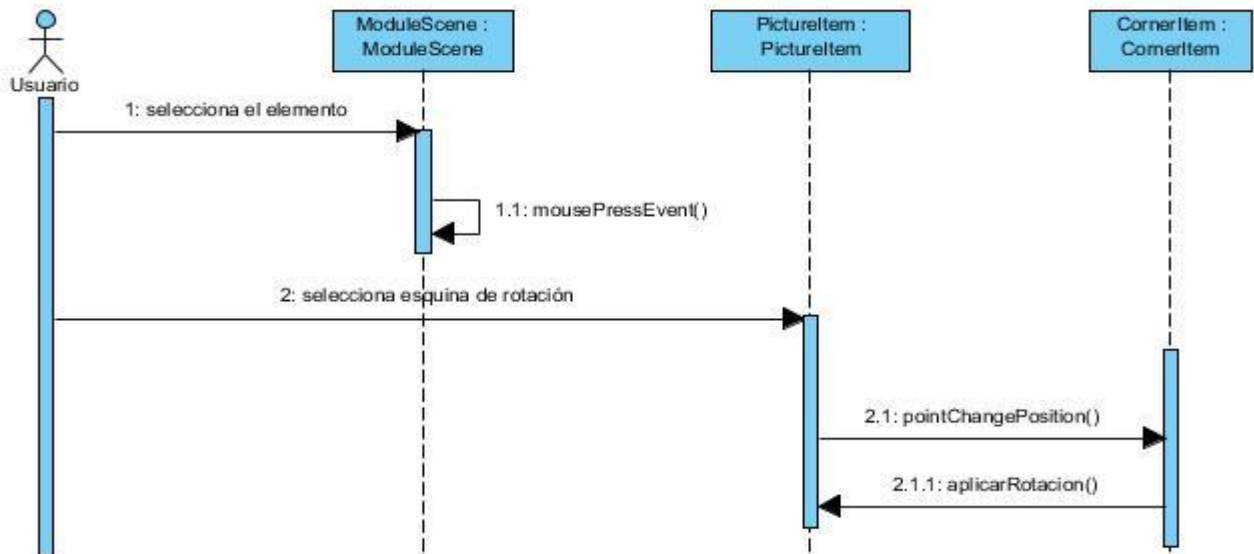 ModuleScene :
ModuleScene
PictureItem :
PictureItem
CornerItem :
CornerItem
Usuario
1: selecciona el elemento
1.1: mousePressEvent()
2: selecciona esquina de rotación
2.1: pointChangePosition()
2.1.1: aplicarRotacion()